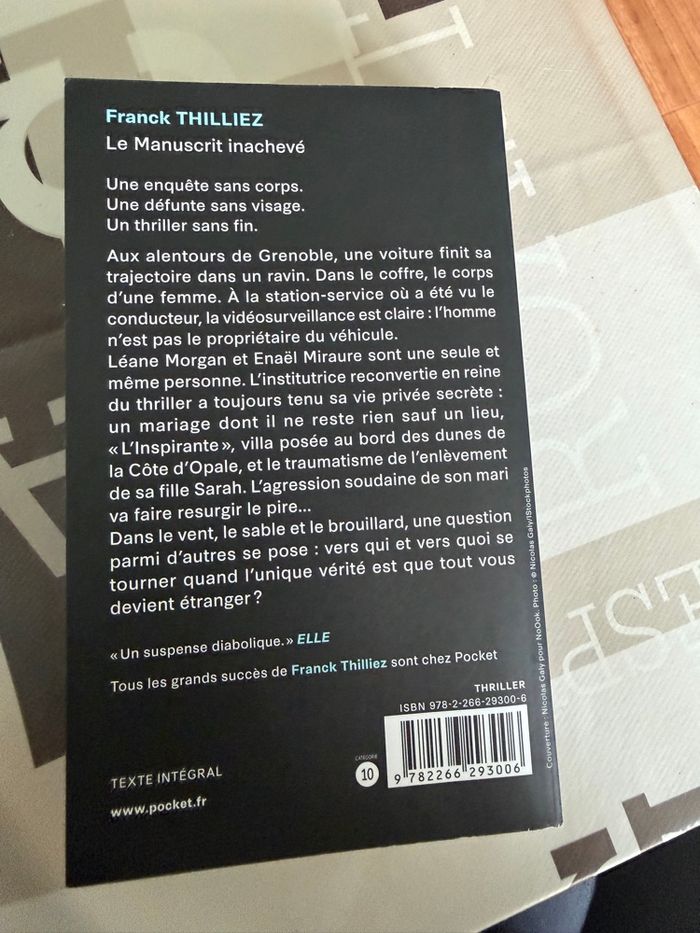 Franck THILLIEZ
Le Manuscrit inachevé
Une enquête sans corps.
Une défunte sans visage.
Un thriller sans fin.
Aux alentours de Grenoble, une voiture finit sa
trajectoire dans un ravin. Dans le coffre, le corps
d'une femme. À la station-service où a été vu le
conducteur, la vidéosurveillance est claire : l'homme
n'est pas le propriétaire du véhicule.
Léane Morgan et Enaël Miraure sont une seule et
même personne. L'institutrice reconvertie en reine
du thriller a toujours tenu sa vie privée secrète :
un mariage dont il ne reste rien sauf un lieu,
« L'Inspirante », villa posée au bord des dunes de
la Côte d'Opale, et le traumatisme de l'enlèvement
de sa fille Sarah. L'agression soudaine de son mari
va faire resurgir le pire...
Dans le vent, le sable et le brouillard, une question
parmi d'autres se pose : vers qui et vers quoi se
tourner quand l'unique vérité est que tout vous
devient étranger ?
« Un suspense diabolique. » ELLE
Tous les grands succès de Franck Thilliez sont chez Pocket
THRILLER
ISBN 978-2-266-29300-6
CATÉGORIE
10
9 782266 293006
TEXTE INTÉGRAL
www.pocket.fr
Couverture : Nicolas Galy pour NoOok. Photo : © Nicolas Galy/iStockphotos